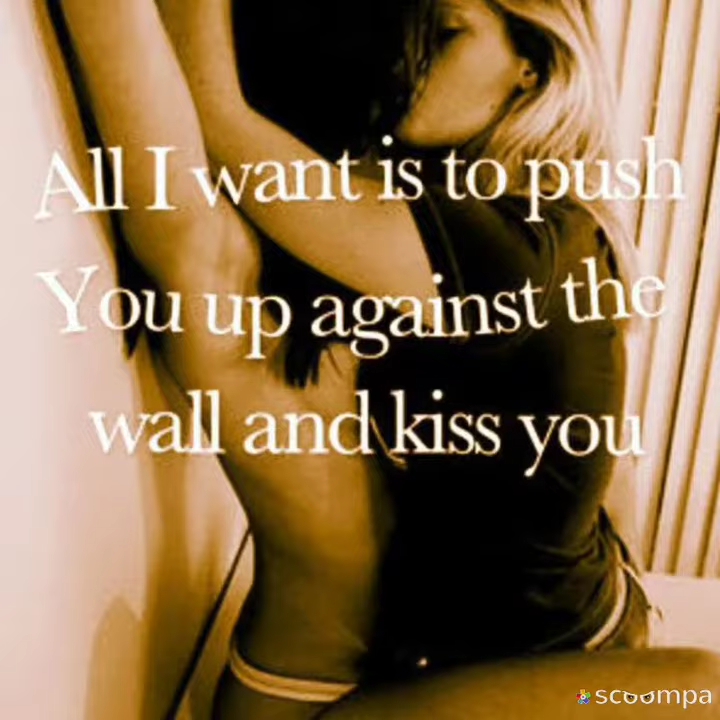 All I want is to push
You up against the
wall and kiss you
scoompa